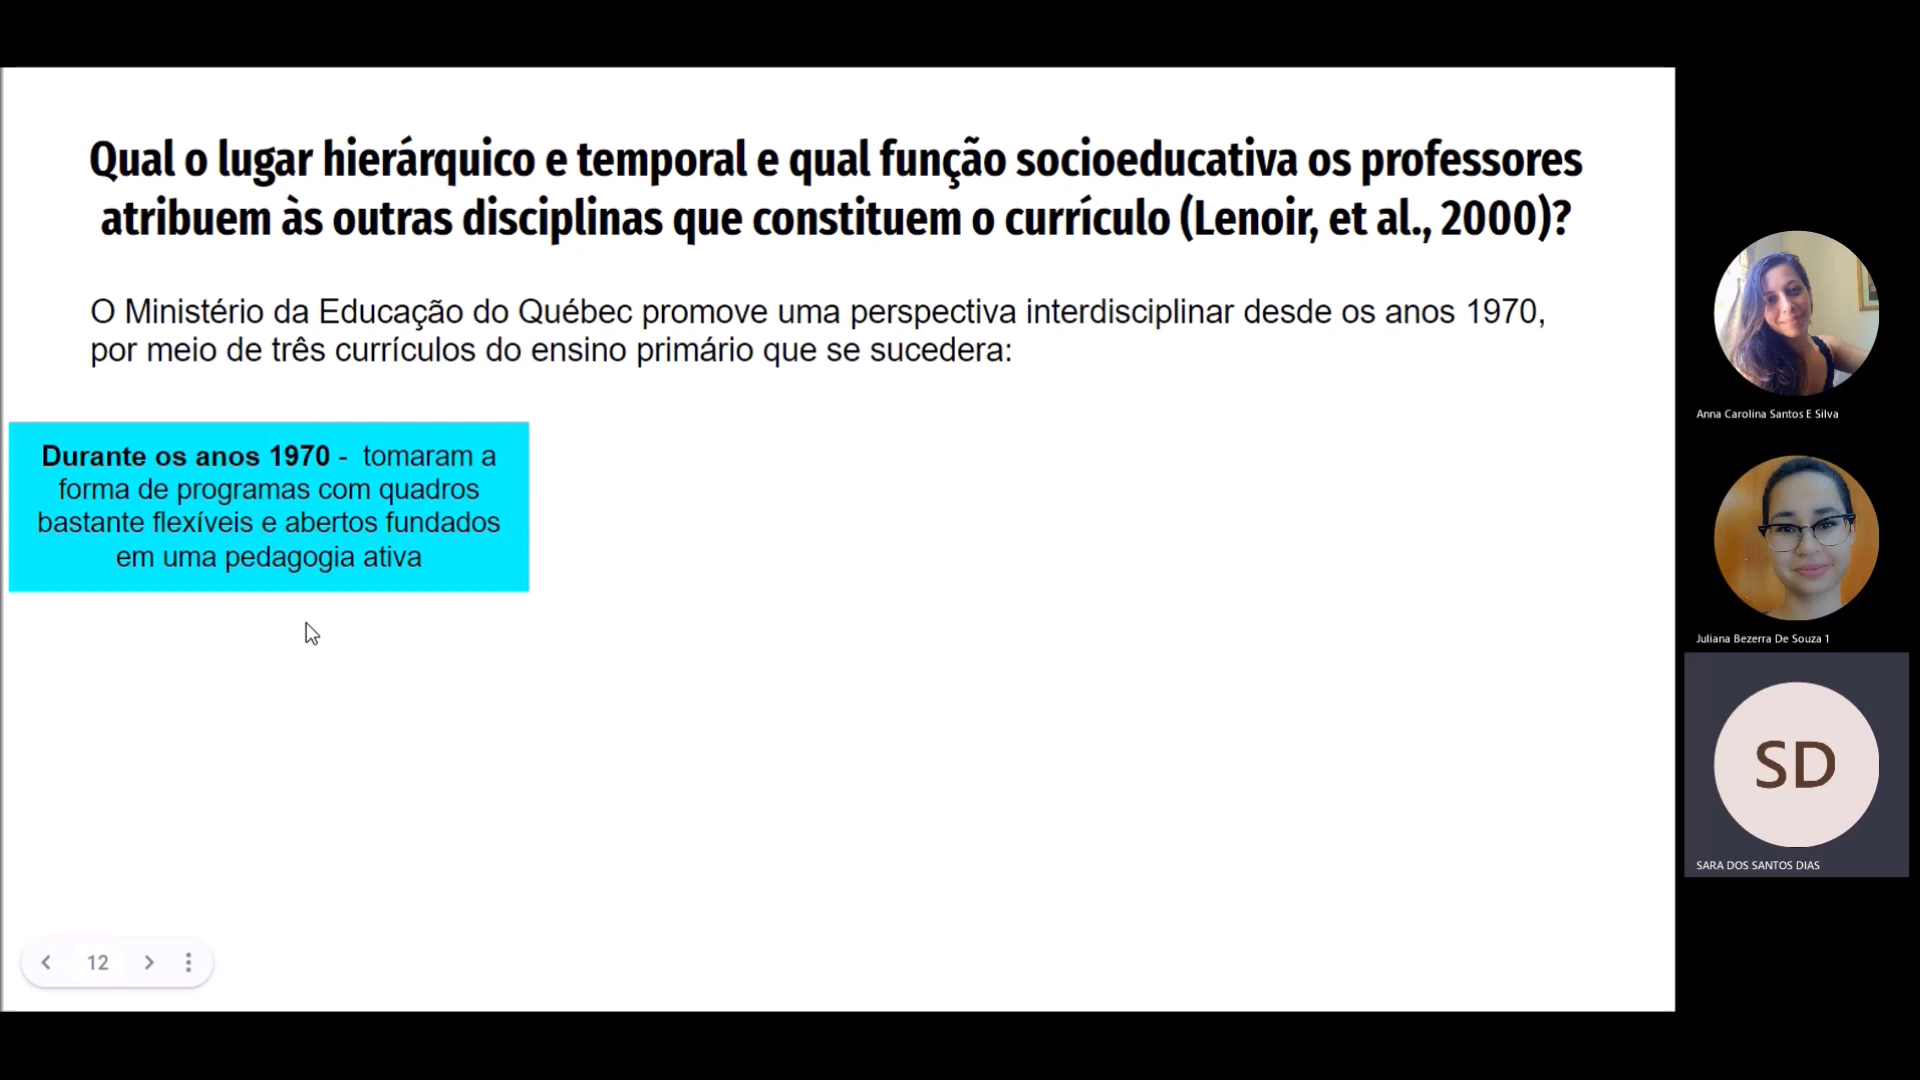 Qual o lugar hierárquico e temporal e qual função socioeducativa os professores
atribuem às outras disciplinas que constituem o currículo (Lenoir, et al., 2000)?
O Ministério da Educação do Québec promove uma perspectiva interdisciplinar desde os anos 1970,
por meio de três currículos do ensino primário que se sucedera:
Durante os anos 1970 - tomaram a
forma de programas com quadros
bastante flexíveis e abertos fundados
em uma pedagogia ativa
12
Anna Carolina Santos E Silva
Juliana Bezerra De Souza 1
SD
SARA DOS SANTOS DIAS